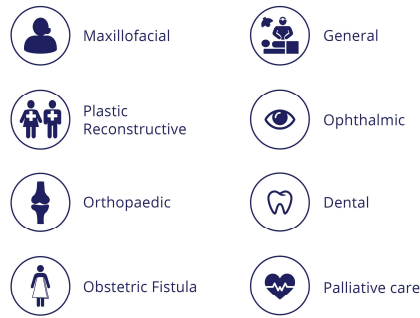 Maxillofacial
General
Plastic
Reconstructive
Ophthalmic
Orthopaedic
Dental
Obstetric Fistula
Palliative care